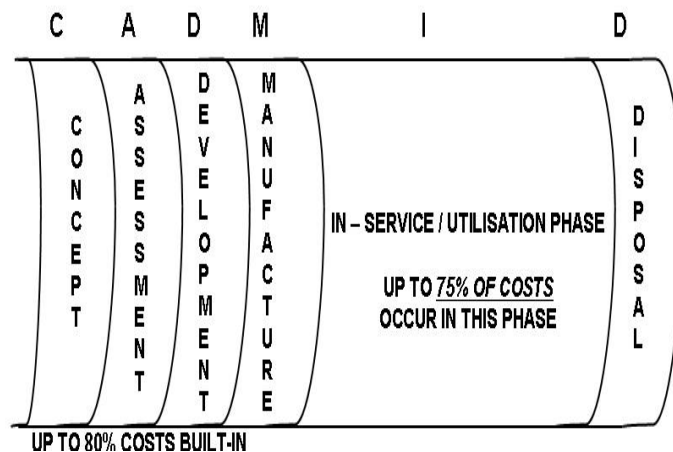 C A D M I D
CONCEPT
ASSESSMENT
DEVELOPMENT
MANUFACTURE
IN – SERVICE / UTILISATION PHASE
UP TO 75% OF COSTS
OCCUR IN THIS PHASE
DISPOSAL
UP TO 80% COSTS BUILT-IN